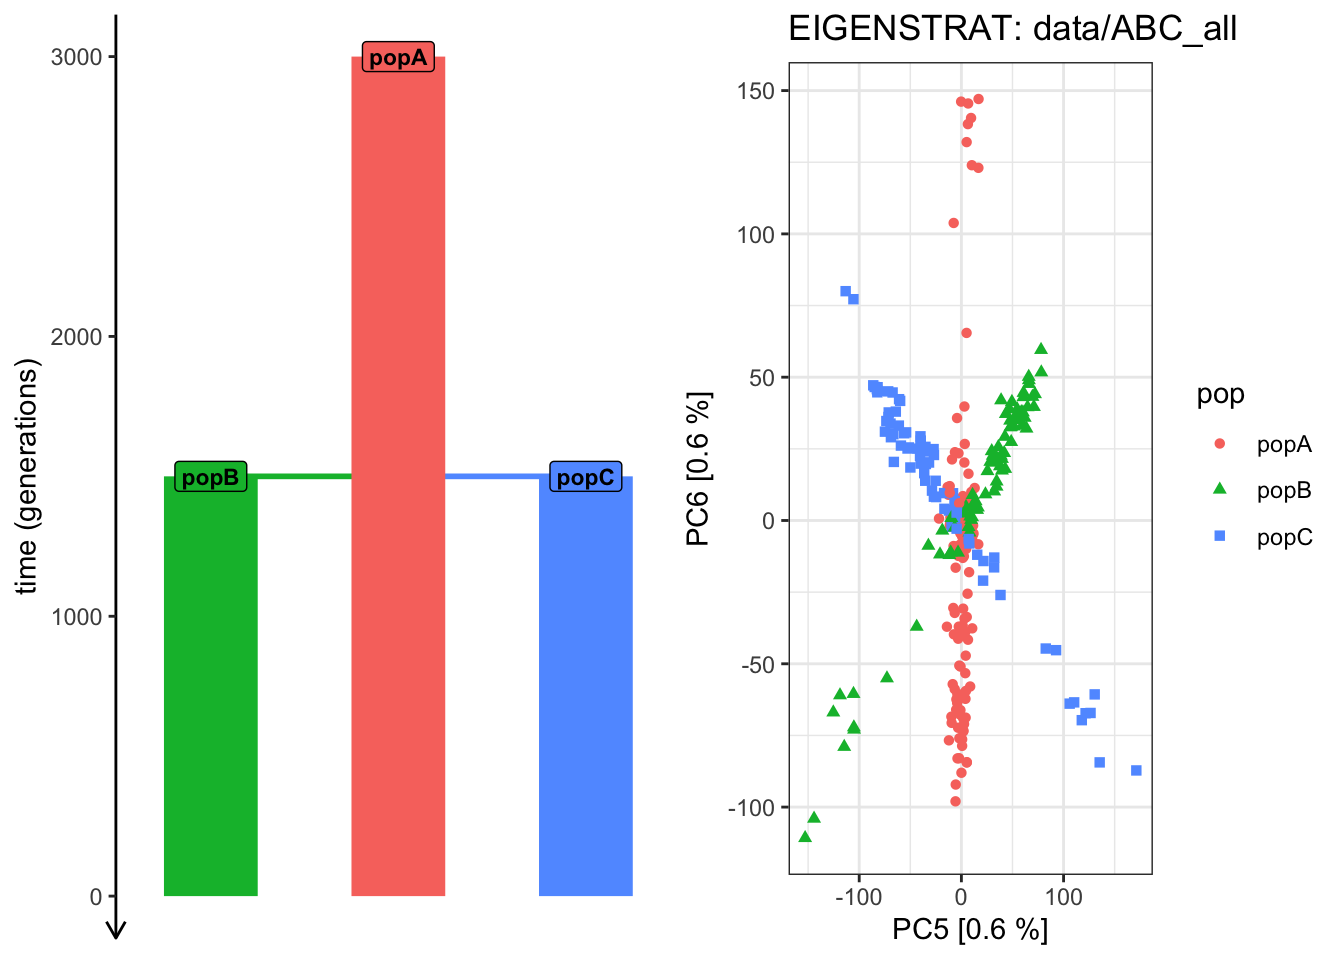 time (generations)
3000
2000
1000
0
popA
popB
popC
EIGENSTRAT: data/ABC_all
PC6 [0.6 %]
150
100
50
0
-50
-100
-100 0 100
PC5 [0.6 %]
pop
popA
popB
popC